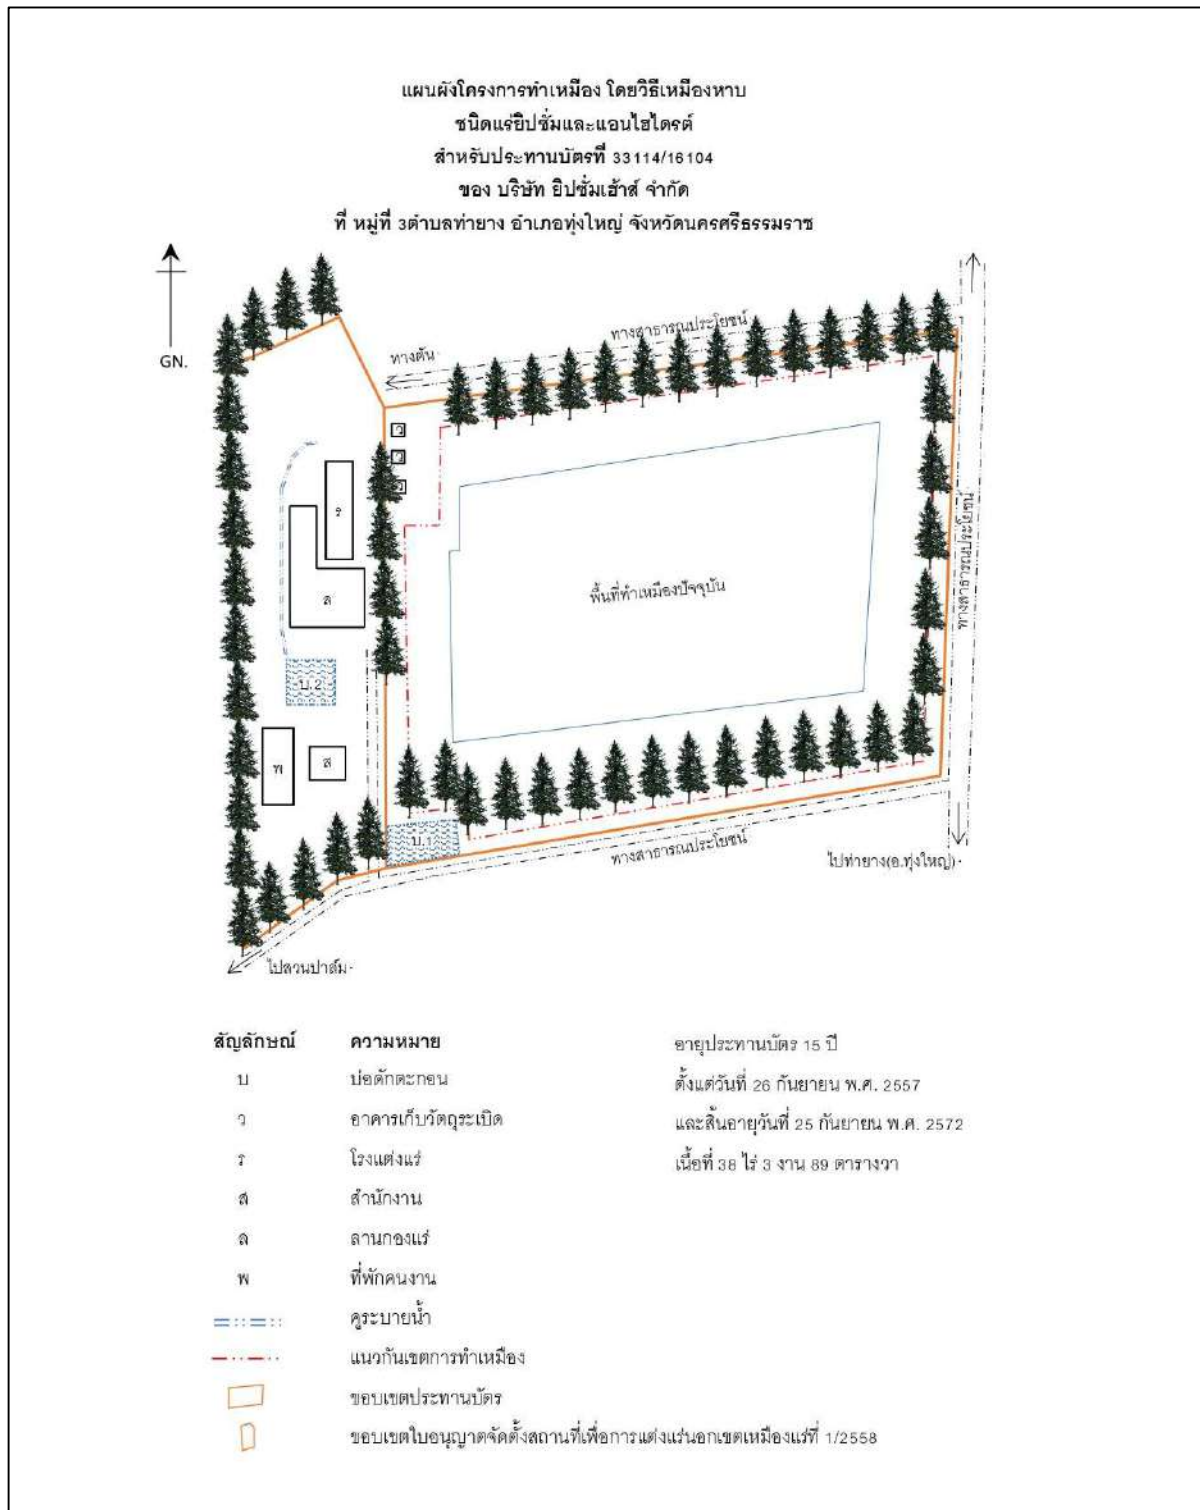 แผนผังโครงการทำเหมือง โดยวิธีเหมืองหาบ
ชนิดแร่ยิปซั่มและแอนไฮไดรต์
สำหรับประทานบัตรที่ 33114/16104
ของ บริษัท ยิปซั่มเฮ้าส์ จำกัด
ที่ หมู่ที่ 3ตำบลท่ายาง อำเภอทุ่งใหญ่ จังหวัดนครศรีธรรมราช
GN.
ทางสาธารณประโยชน์
ทางตัน
ว
ว
ว
ร
ล
พื้นที่ทำเหมืองปัจจุบัน
ทางสาธารณประโยชน์
บ.2
พ
ส
บ.1
ทางสาธารณประโยชน์
ไปท่ายาง(อ.ทุ่งใหญ่)
ไปสวนปาล์ม
สัญลักษณ์ ความหมาย
บ บ่อดักตะกอน
ว อาคารเก็บวัตถุระเบิด
ร โรงแต่งแร่
ส สำนักงาน
ล ลานกองแร่
พ ที่พักคนงาน
คูระบายน้ำ
แนวกันเขตการทำเหมือง
ขอบเขตประทานบัตร
ขอบเขตใบอนุญาตจัดตั้งสถานที่เพื่อการแต่งแร่นอกเขตเหมืองแร่ที่ 1/2558
อายุประทานบัตร 15 ปี
ตั้งแต่วันที่ 26 กันยายน พ.ศ. 2557
และสิ้นอายุวันที่ 25 กันยายน พ.ศ. 2572
เนื้อที่ 38 ไร่ 3 งาน 89 ตารางวา